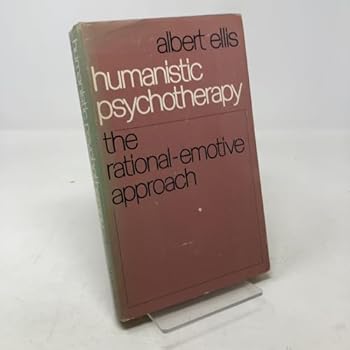 albert ellis
humanistic
psychotherapy
the
rational-emotive
approach